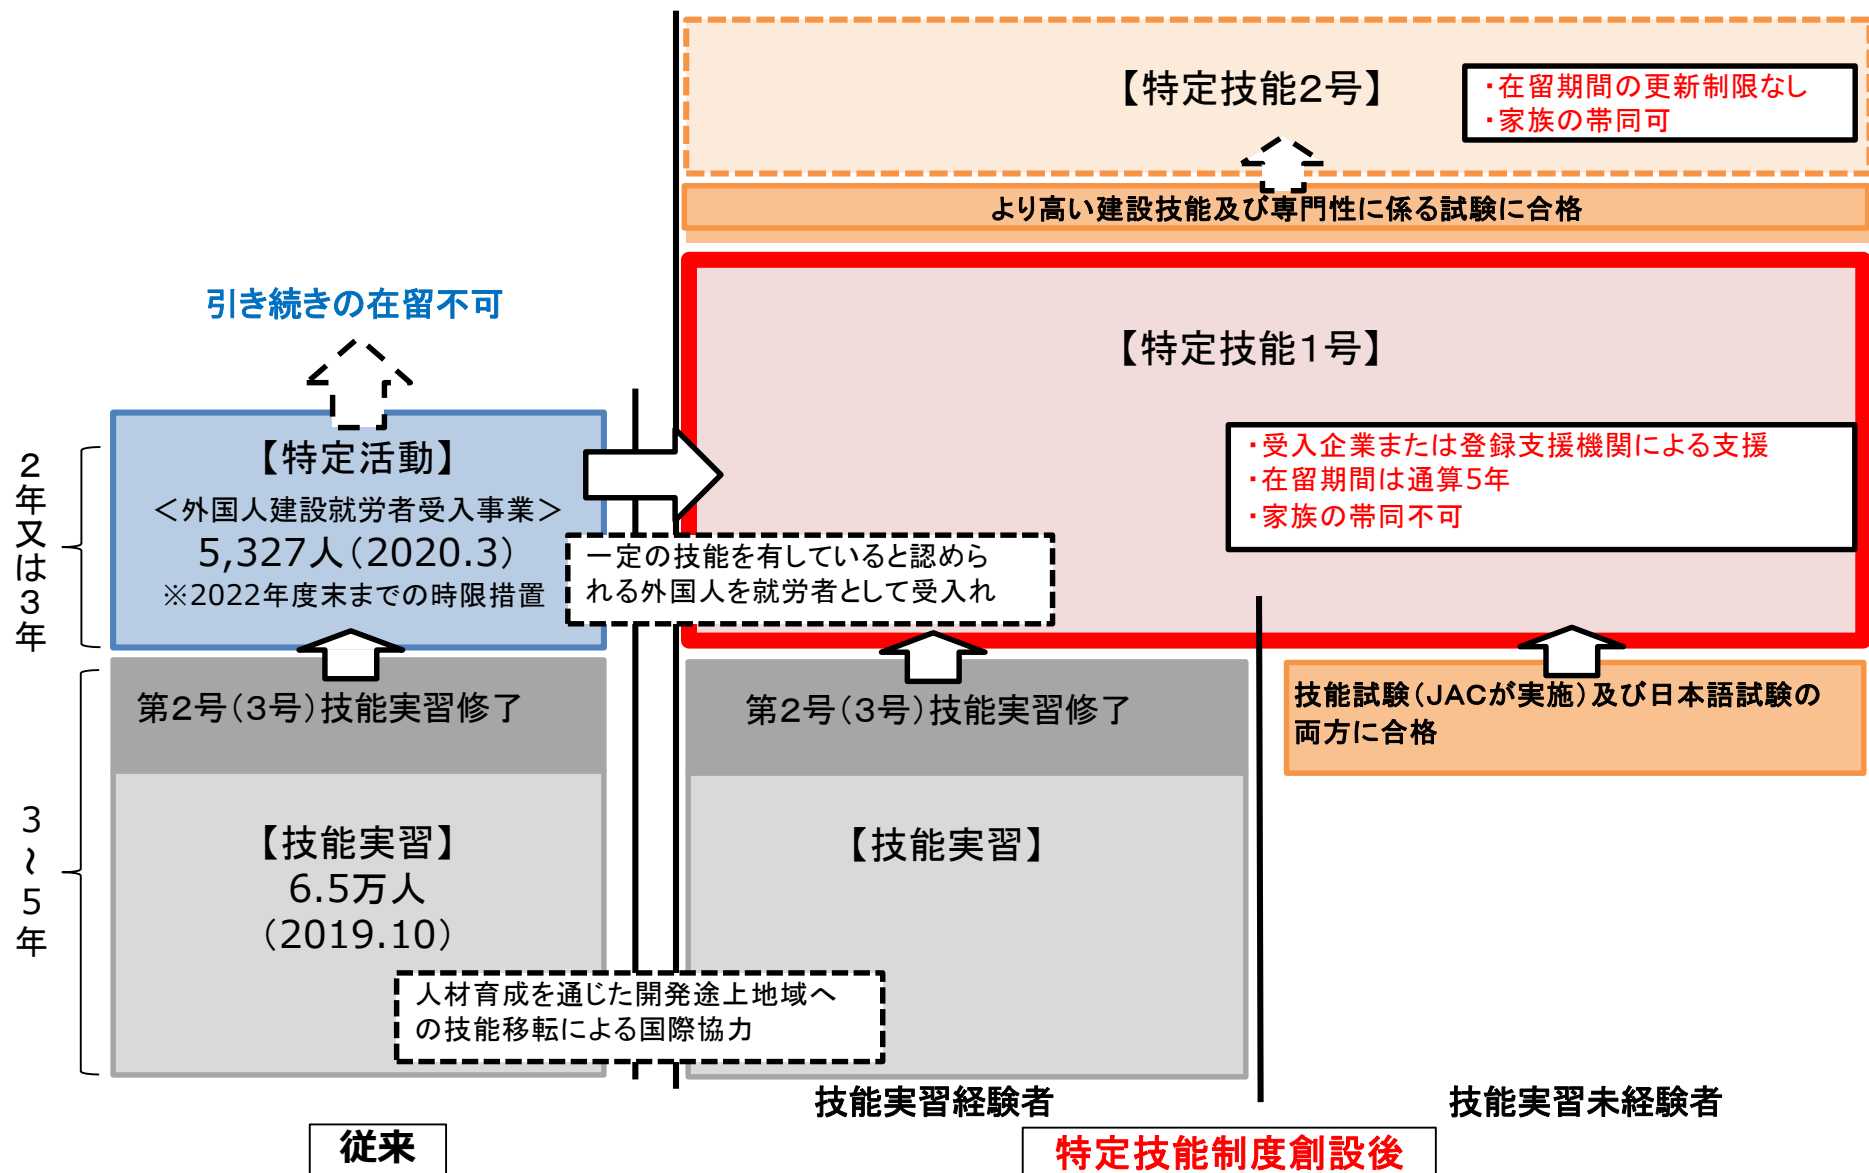 【特定技能2号】
・在留期間の更新制限なし
・家族の帯同可
より高い建設技能及び専門性に係る試験に合格
引き続きの在留不可
【特定技能1号】
・受入企業または登録支援機関による支援
・在留期間は通算5年
・家族の帯同不可
2年又は3年
【特定活動】
＜外国人建設就労者受入事業＞
5,327人（2020.3）
※2022年度末までの時限措置
一定の技能を有していると認めら
れる外国人を就労者として受入れ
第2号（3号）技能実習修了
第2号（3号）技能実習修了
技能試験（JACが実施）及び日本語試験の
両方に合格
3～5年
【技能実習】
6.5万人
（2019.10）
【技能実習】
人材育成を通じた開発途上地域へ
の技能移転による国際協力
技能実習経験者
技能実習未経験者
従来
特定技能制度創設後